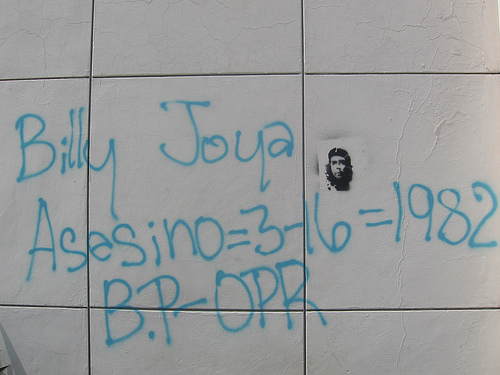 Billy Joya
Asesino=3-16=1982
B.P-OPR